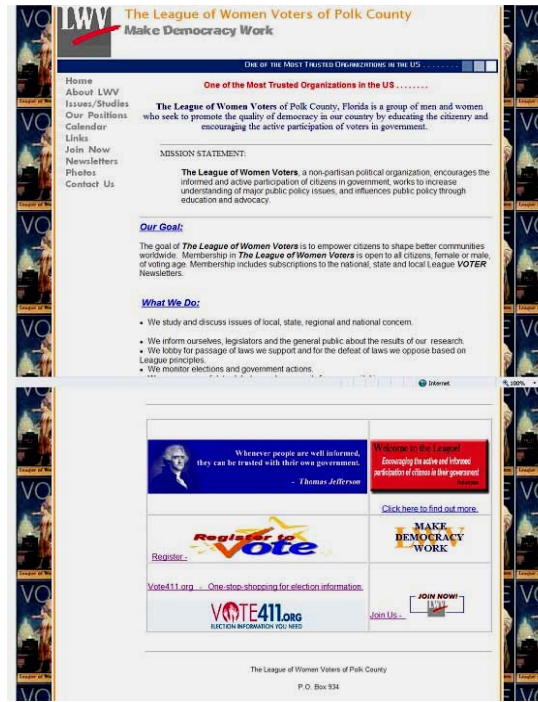 LWV
The League of Women Voters of Polk County
Make Democracy Work
ONE OF THE MOST TRUSTED ORGANIZATIONS IN THE US . . . . . . . .
Home
About LWV
Issues/Studies
Our Positions
Calendar
Links
Join Now
Newsletters
Photos
Contact Us
One of the Most Trusted Organizations in the US . . . . . . . .
The League of Women Voters of Polk County, Florida is a group of men and women
who seek to promote the quality of democracy in our country by educating the citizenry and
encouraging the active participation of voters in government.
MISSION STATEMENT:
The League of Women Voters, a non-partisan political organization, encourages the
informed and active participation of citizens in government, works to increase
understanding of major public policy issues, and influences public policy through
education and advocacy.
Our Goal:
The goal of The League of Women Voters is to empower citizens to shape better communities
worldwide. Membership in The League of Women Voters is open to all citizens, female or male,
of voting age. Membership includes subscriptions to the national, state and local League VOTER
Newsletters.
What We Do:
• We study and discuss issues of local, state, regional and national concern.
• We inform ourselves, legislators and the general public about the results of our research.
• We lobby for passage of laws we support and for the defeat of laws we oppose based on
League principles.
• We monitor elections and government actions.
Internet
100%
Whenever people are well informed,
they can be trusted with their own government.
- Thomas Jefferson
Welcome to the League!
Encouraging the active and informed
participation of citizens in their government
Click here to find out more.
Register to
Vote
Register -
MAKE
DEMOCRACY
WORK
LWV
Vote411.org - One-stop-shopping for election information.
VOTE411.ORG
ELECTION INFORMATION YOU NEED
JOIN NOW!
LWV
Join Us -
The League of Women Voters of Polk County
P.O. Box 934